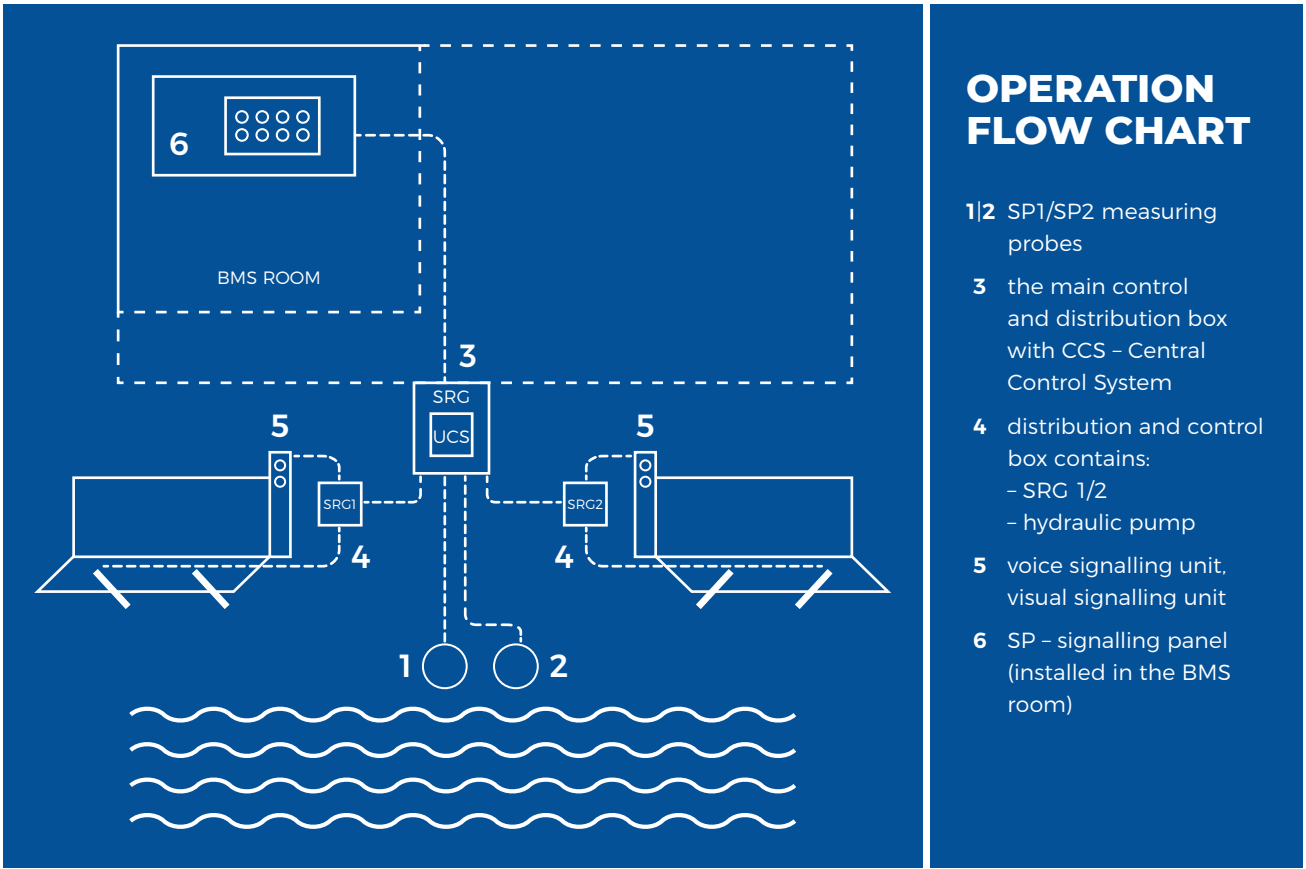 6
BMS ROOM
3
SRG
UCS
5
5
SRG1
SRG2
4
4
1
2
OPERATION
FLOW CHART
1|2 SP1/SP2 measuring
probes
3 the main control
and distribution box
with CCS – Central
Control System
4 distribution and control
box contains:
– SRG 1/2
– hydraulic pump
5 voice signalling unit,
visual signalling unit
6 SP – signalling panel
(installed in the BMS
room)